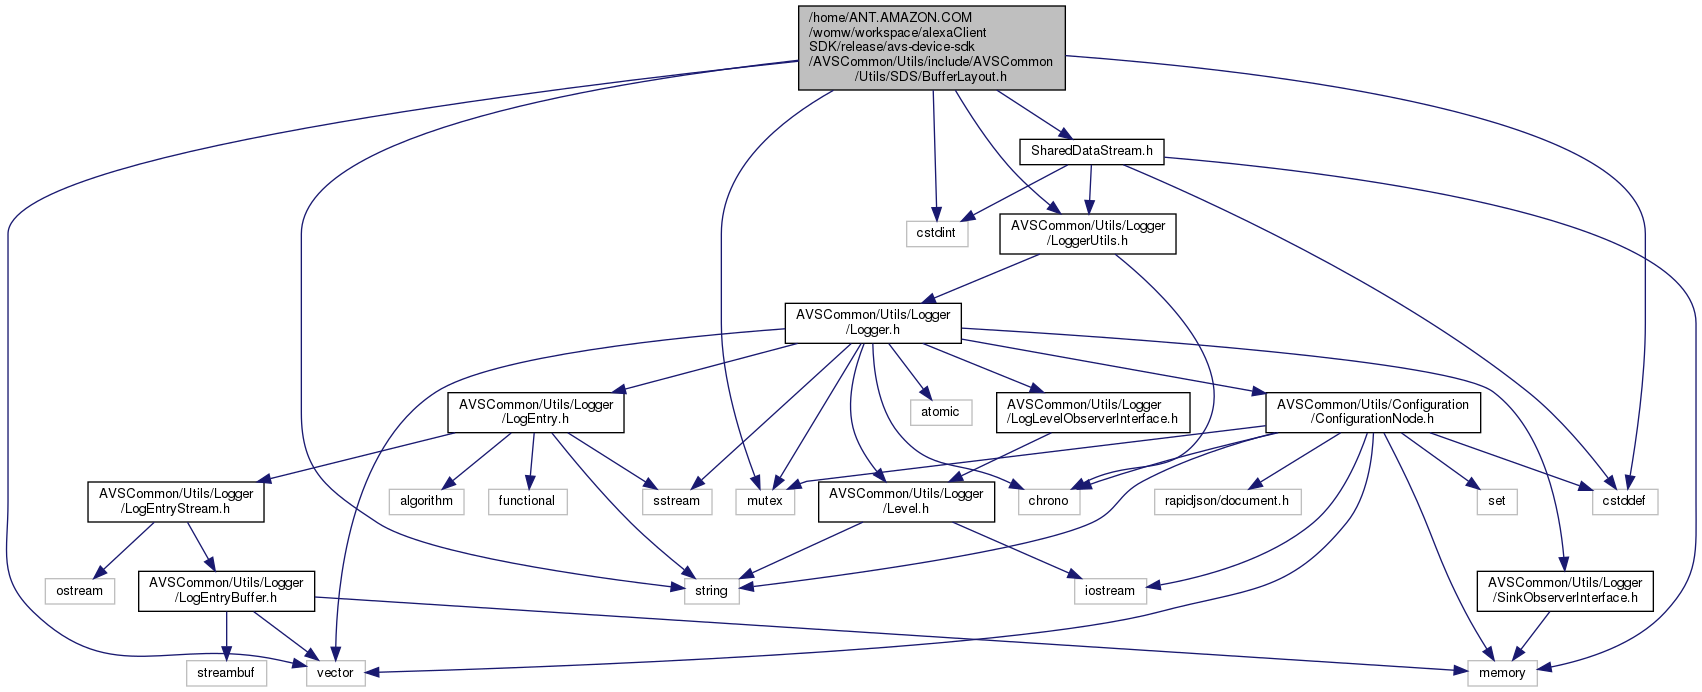 /home/ANT.AMAZON.COM
/womw/workspace/alexaClient
SDK/release/avs-device-sdk
/AVSCommon/Utils/include/AVSCommon
/Utils/SDS/BufferLayout.h
SharedDataStream.h
cstdint
AVSCommon/Utils/Logger
/LoggerUtils.h
AVSCommon/Utils/Logger
/Logger.h
AVSCommon/Utils/Logger
/LogEntry.h
atomic
AVSCommon/Utils/Logger
/LogLevelObserverInterface.h
AVSCommon/Utils/Configuration
/ConfigurationNode.h
AVSCommon/Utils/Logger
/LogEntryStream.h
algorithm
functional
sstream
mutex
AVSCommon/Utils/Logger
/Level.h
chrono
rapidjson/document.h
set
cstddef
ostream
AVSCommon/Utils/Logger
/LogEntryBuffer.h
string
iostream
AVSCommon/Utils/Logger
/SinkObserverInterface.h
streambuf
vector
memory